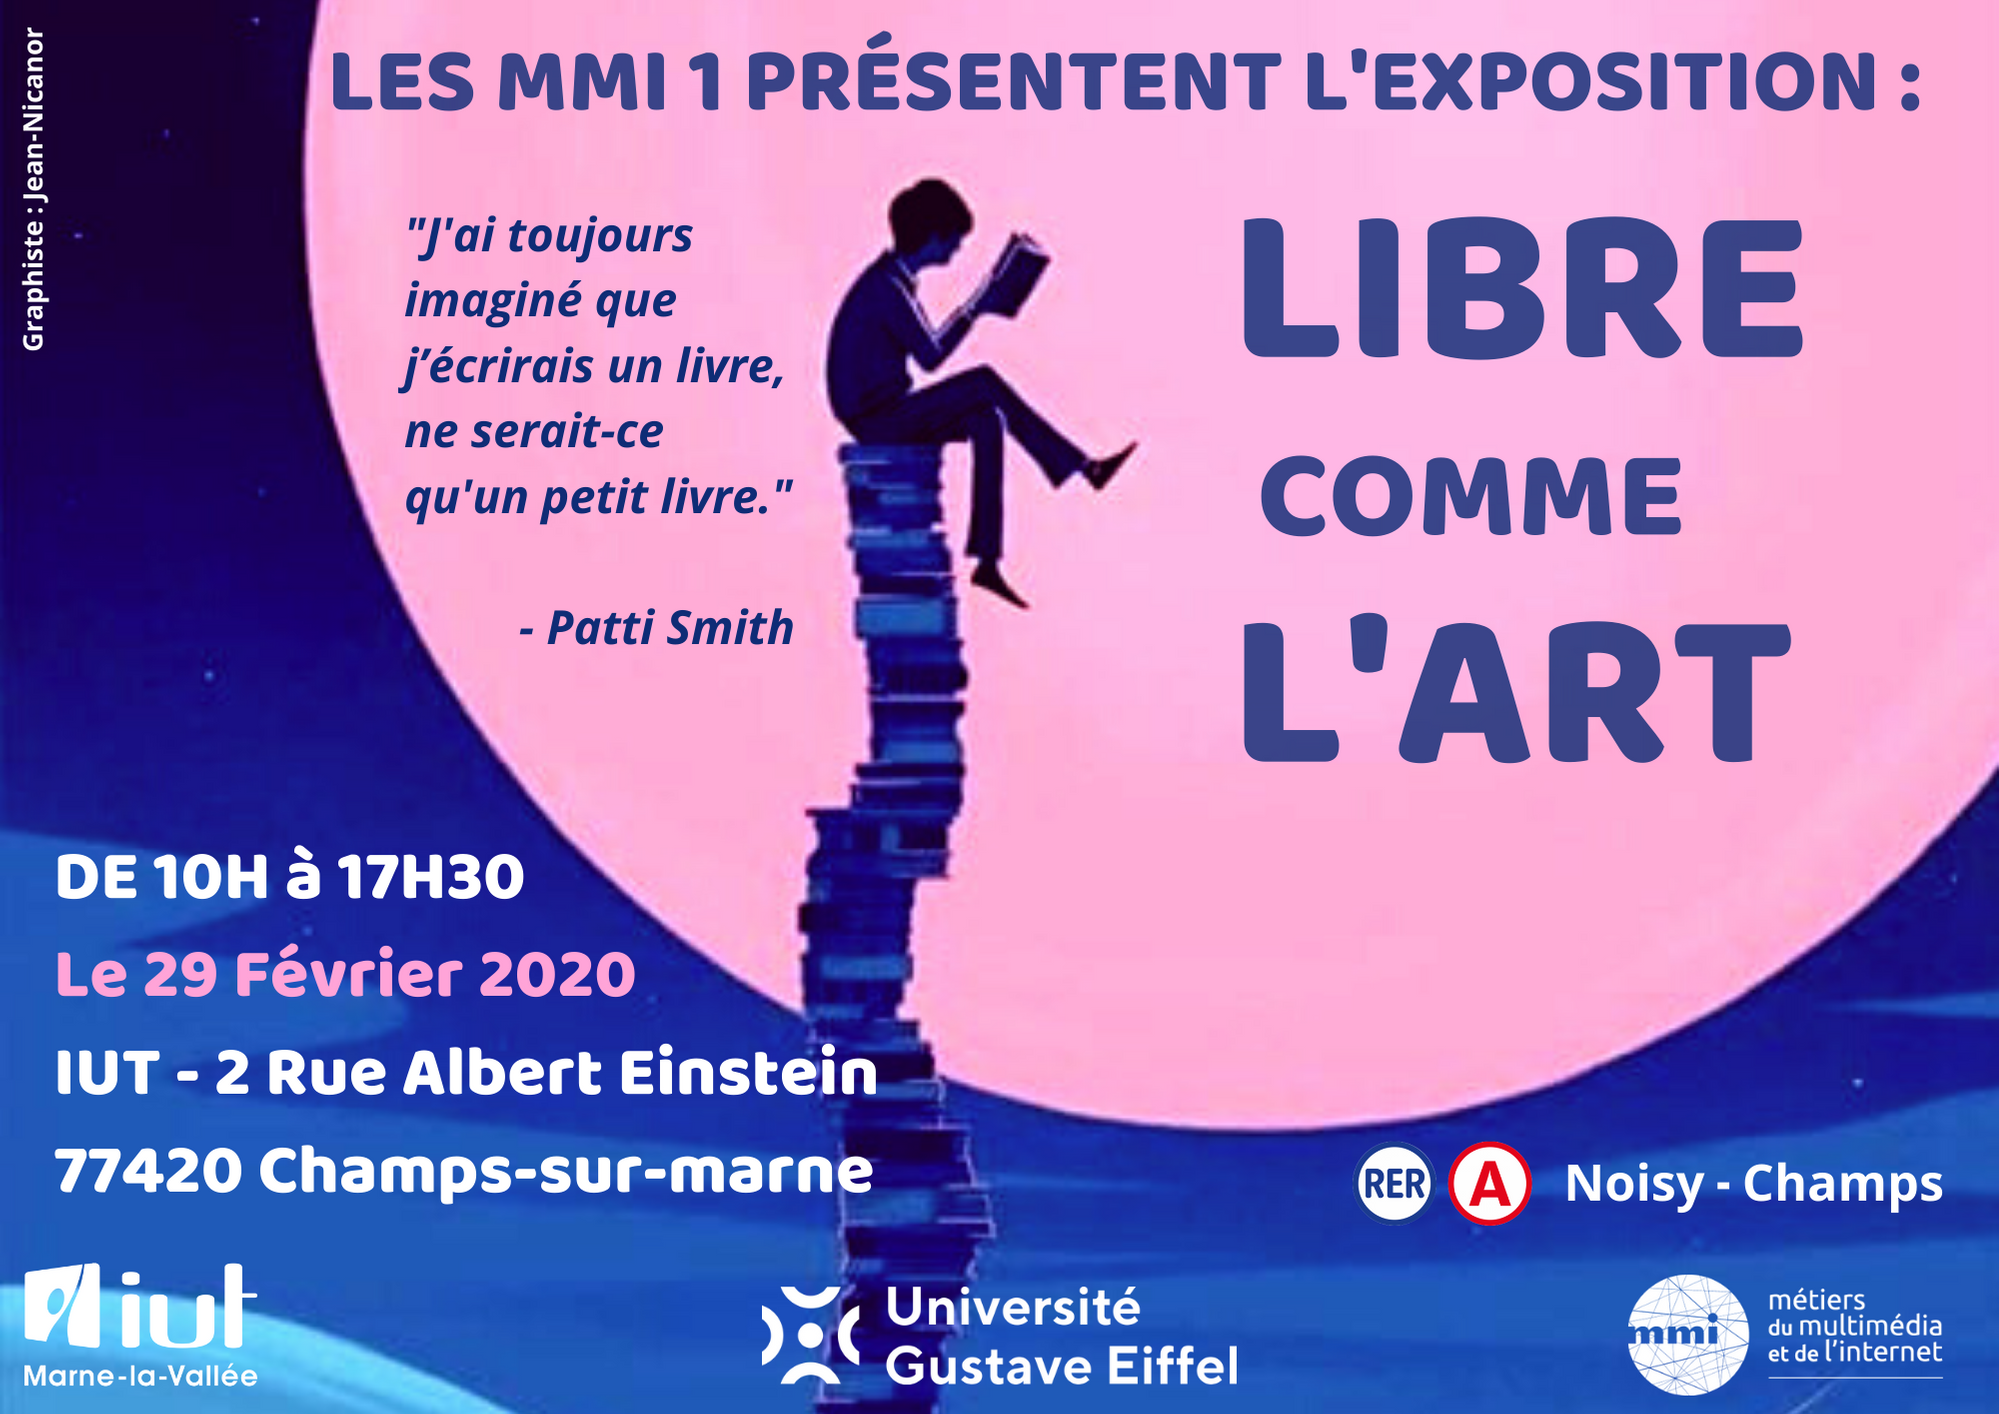 Graphiste : Jean-Nicanor
LES MMI 1 PRÉSENTENT L'EXPOSITION :
"J'ai toujours
imaginé que
j’écrirais un livre,
ne serait-ce
qu'un petit livre."
- Patti Smith
LIBRE
COMME
L'ART
DE 10H à 17H30
Le 29 Février 2020
IUT - 2 Rue Albert Einstein
77420 Champs-sur-marne
RER A Noisy - Champs
iut
Marne-la-Vallée
Université
Gustave Eiffel
mmi
métiers
du multimédia
et de l'internet